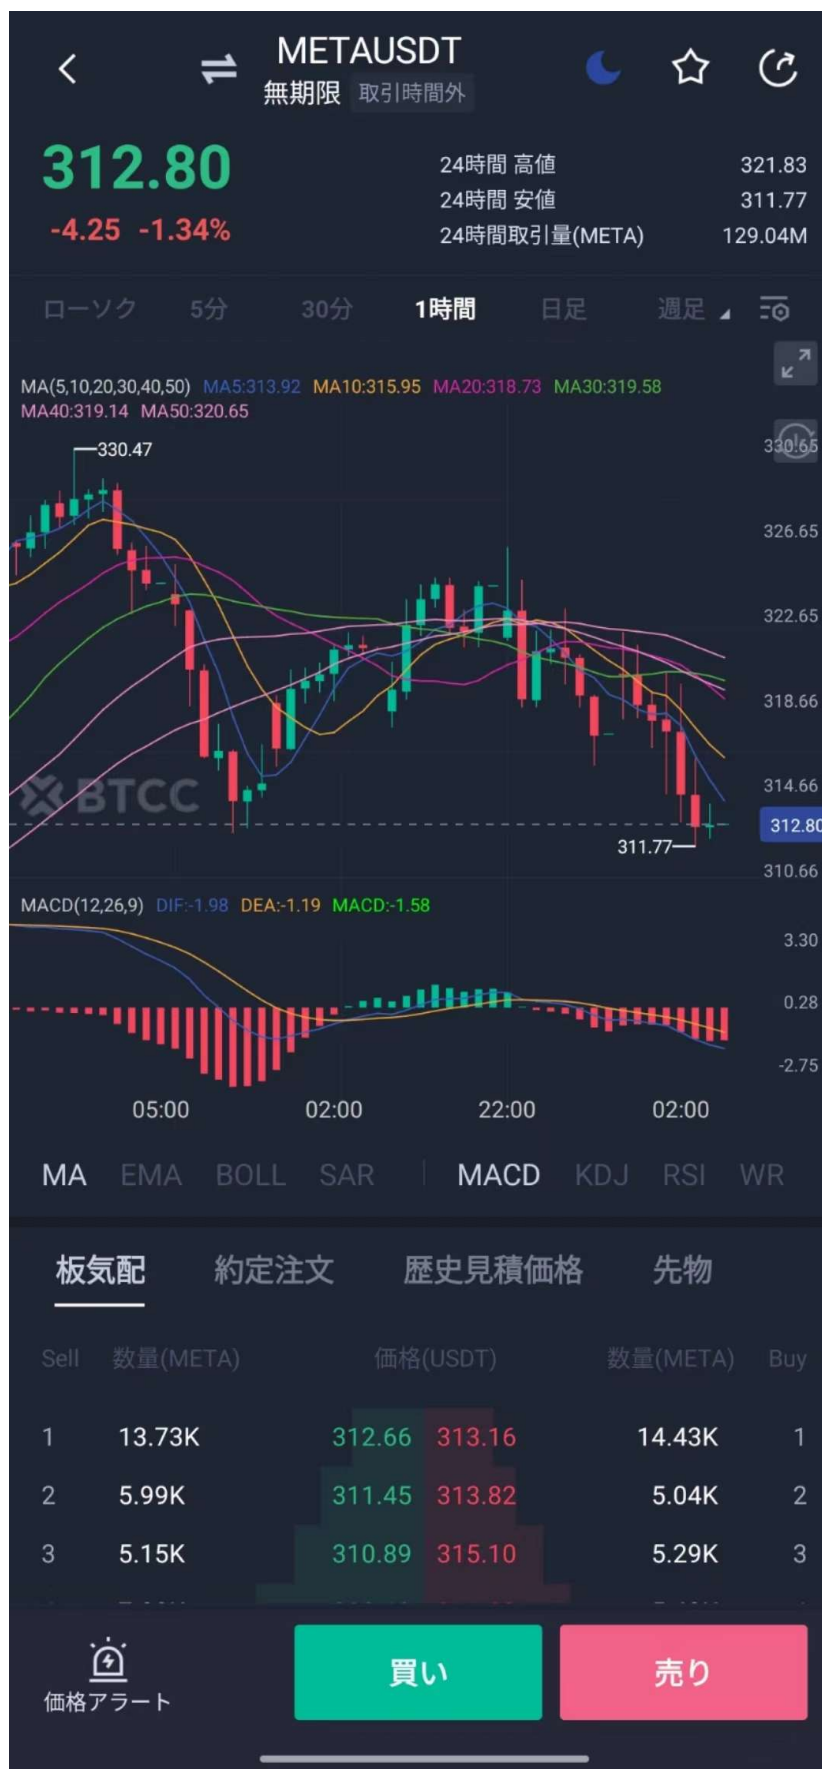 METAUSDT
無期限 取引時間外
312.80
-4.25 -1.34%
24時間 高値 321.83
24時間 安値 311.77
24時間取引量(META) 129.04M
ローソク 5分 30分 1時間 日足 週足
MA(5,10,20,30,40,50) MA5:313.92 MA10:315.95 MA20:318.73 MA30:319.58
MA40:319.14 MA50:320.65
330.47
330.65
326.65
322.65
318.66
BTCC
314.66
312.80
311.77
310.66
MACD(12,26,9) DIF:-1.98 DEA:-1.19 MACD:-1.58
3.30
0.28
-2.75
05:00 02:00 22:00 02:00
MA EMA BOLL SAR MACD KDJ RSI WR
板気配 約定注文 歴史見積価格 先物
Sell 数量(META) 価格(USDT) 数量(META) Buy
1 13.73K 312.66 313.16 14.43K 1
2 5.99K 311.45 313.82 5.04K 2
3 5.15K 310.89 315.10 5.29K 3
価格アラート 買い 売り